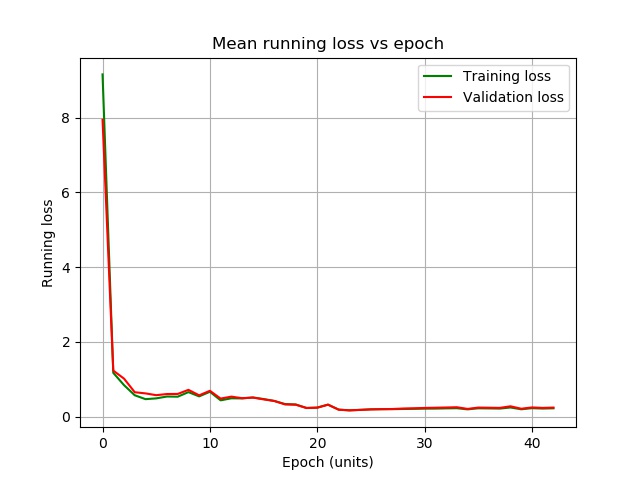 Mean running loss vs epoch
Training loss
Validation loss
8
6
4
2
0
Running loss
0 10 20 30 40
Epoch (units)